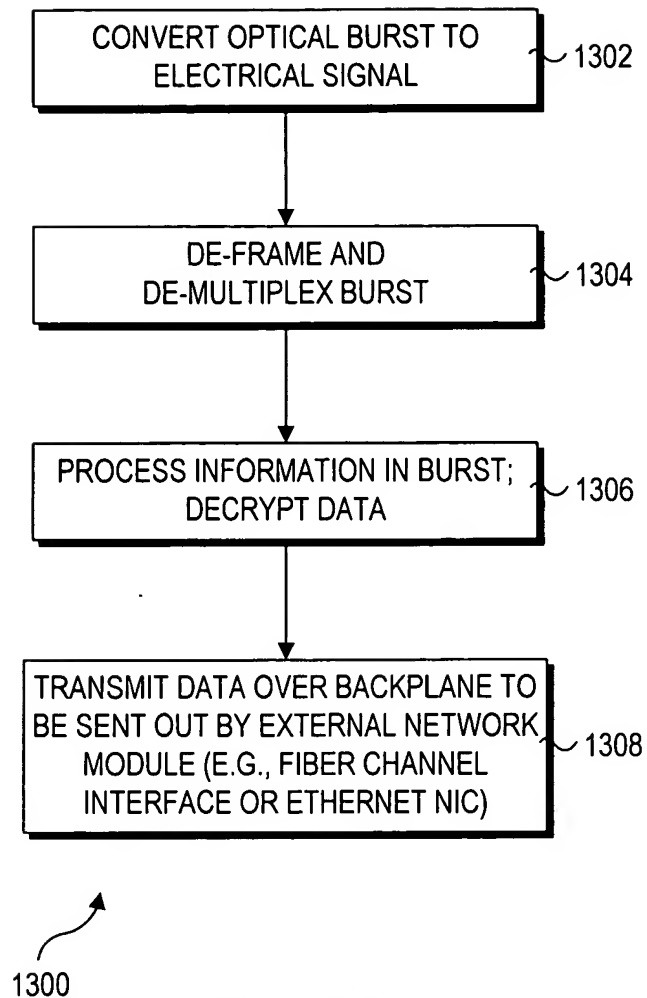 CONVERT OPTICAL BURST TO
ELECTRICAL SIGNAL
1302
DE-FRAME AND
DE-MULTIPLEX BURST
1304
PROCESS INFORMATION IN BURST;
DECRYPT DATA
1306
TRANSMIT DATA OVER BACKPLANE TO
BE SENT OUT BY EXTERNAL NETWORK
MODULE (E.G., FIBER CHANNEL
INTERFACE OR ETHERNET NIC)
1308
1300